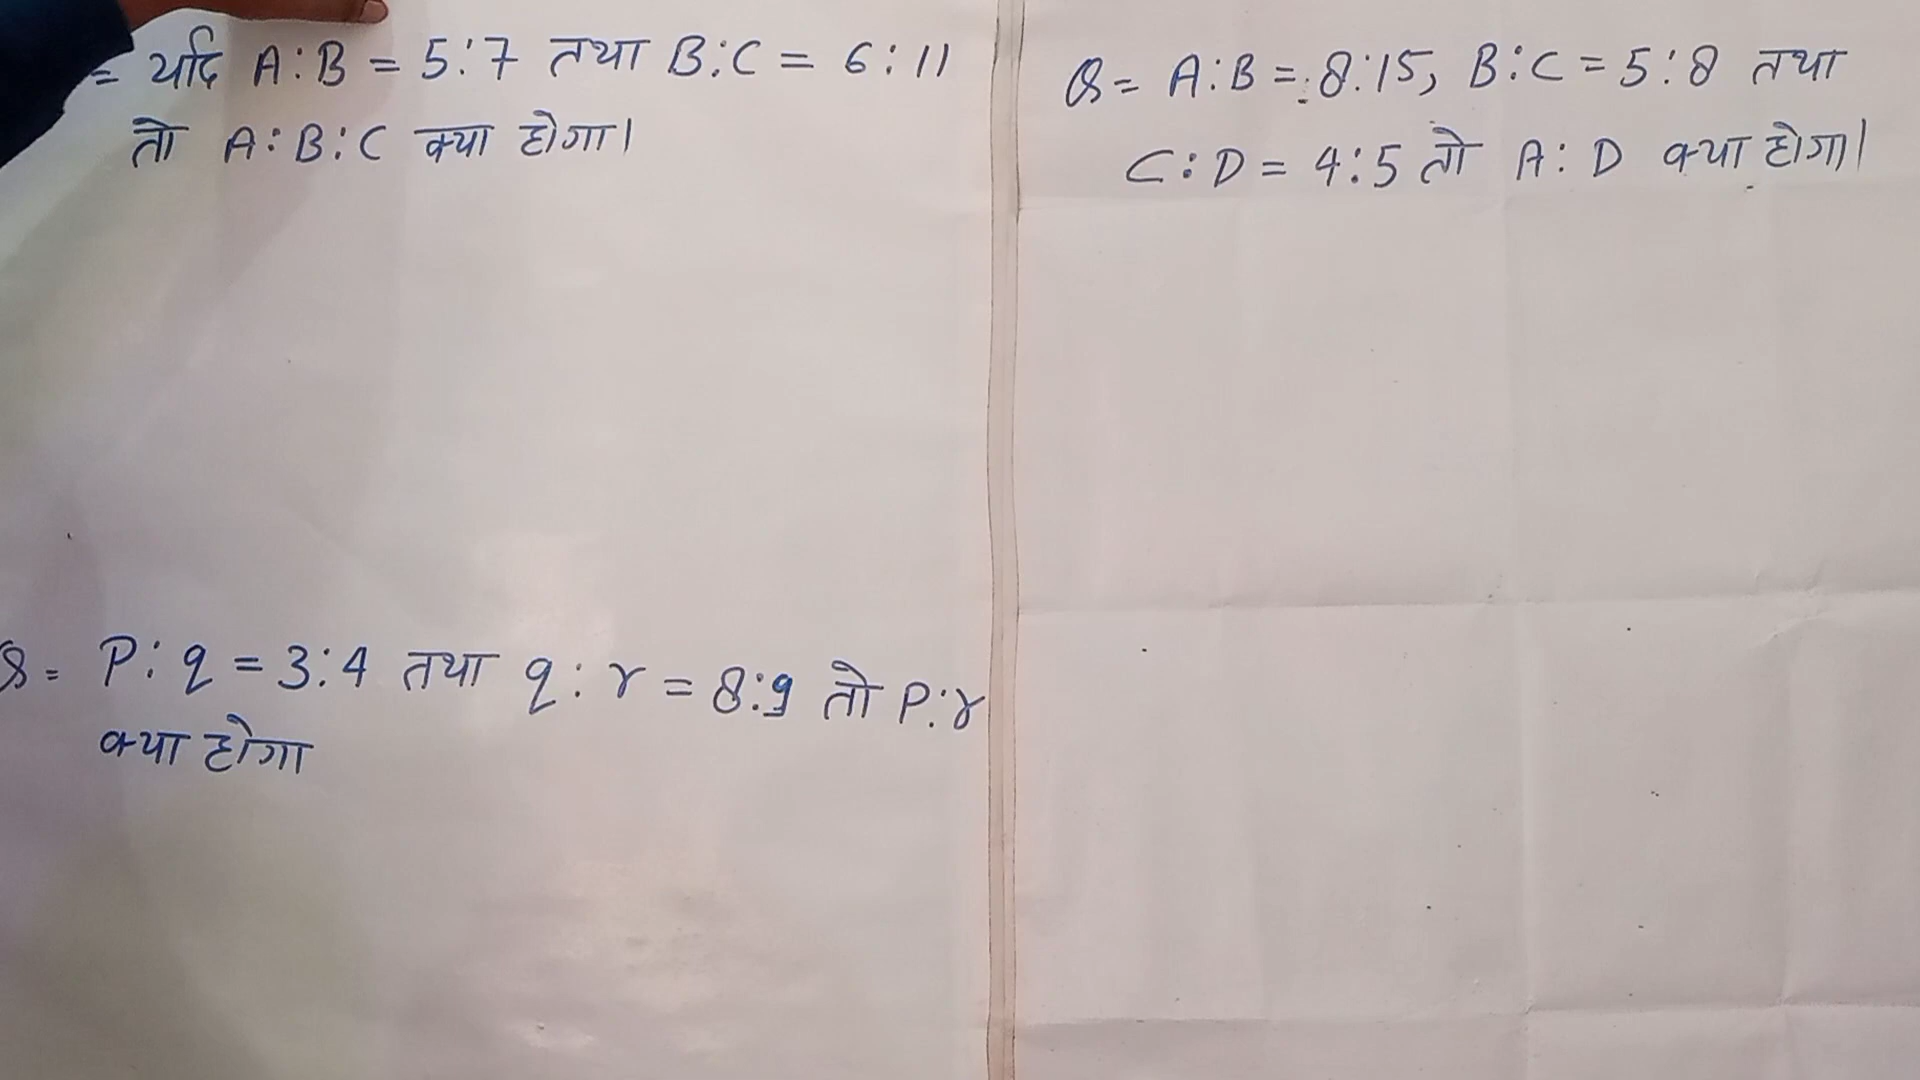 = यदि A:B = 5:7 तथा B:C = 6:11
तो A:B:C क्या होगा।
Q= P:q = 3:4 तथा q:r = 8:9 तो P:r
क्या होगा
Q= A:B = 8:15, B:C = 5:8 तथा
C:D = 4:5 तो A:D क्या होगा।